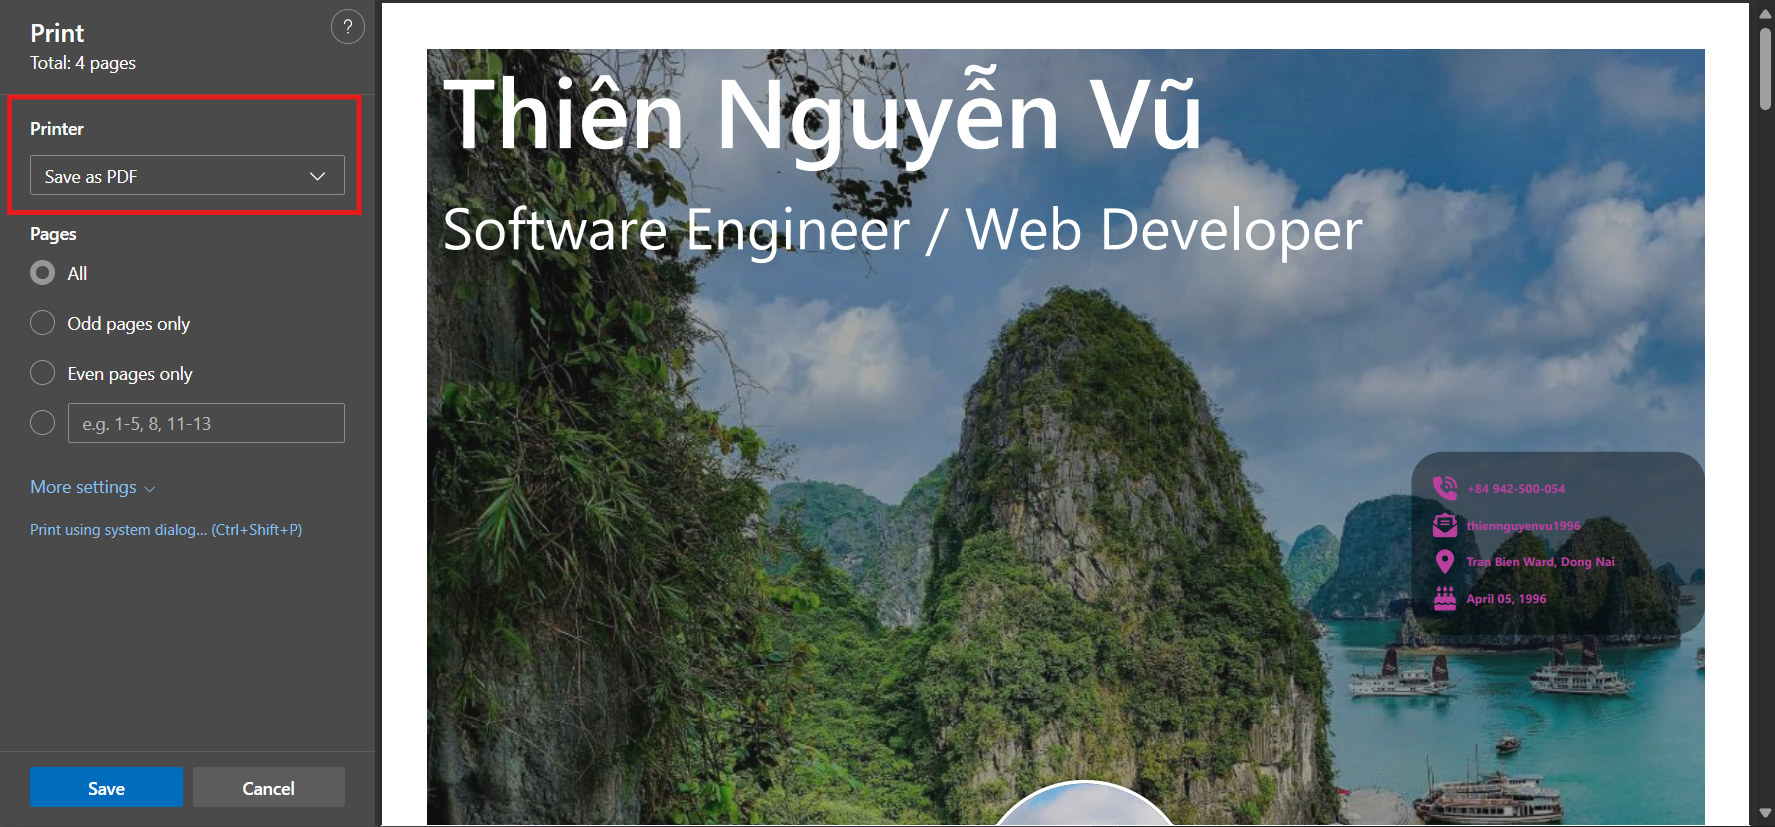 Print
?
Total: 4 pages
Printer
Save as PDF
Pages
All
Odd pages only
Even pages only
e.g. 1-5, 8, 11-13
More settings
Print using system dialog... (Ctrl+Shift+P)
Save
Cancel
Thiên Nguyễn Vũ
Software Engineer / Web Developer
+84 942-500-054
thiennguyenvu1996
Tran Bien Ward, Dong Nai
April 05, 1996